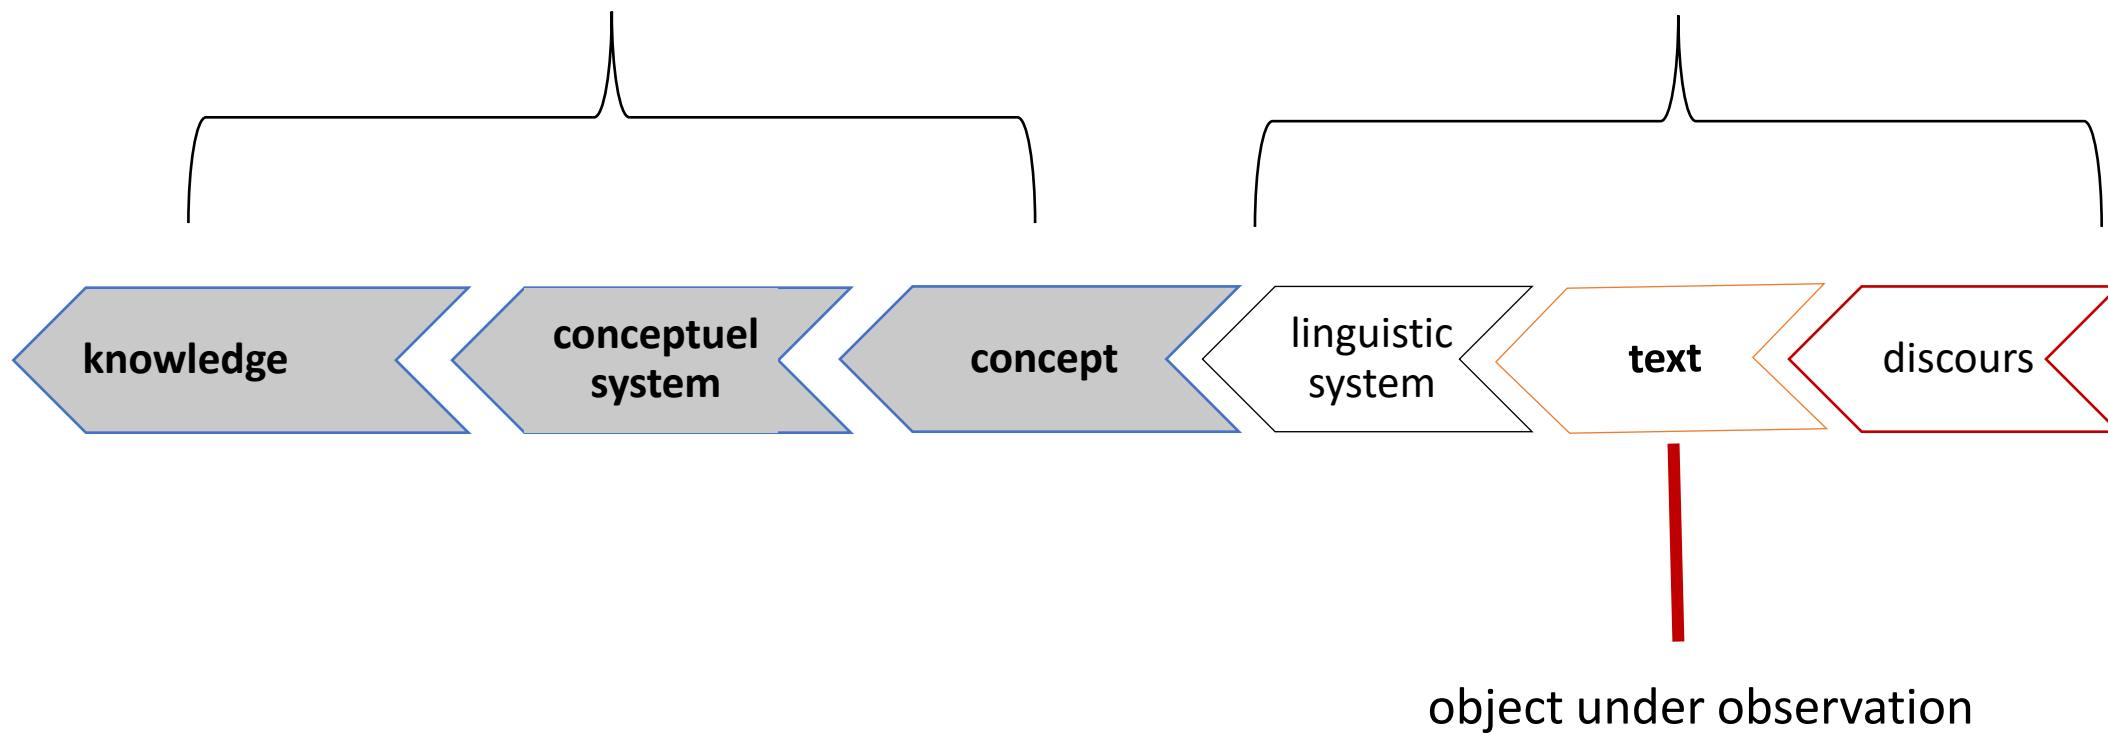 knowledge
conceptuel
system
concept
linguistic
system
text
discours
object under observation